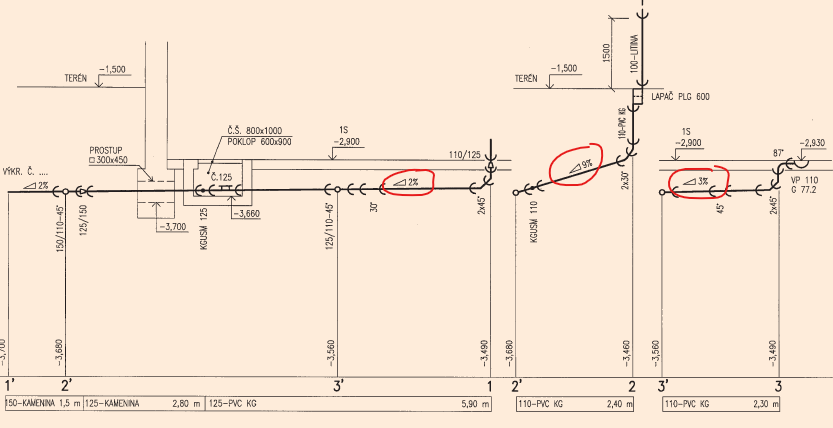 TERÉN
-1,500
PROSTUP
□ 300x450
VÝKR. Č. ....
2%
150/110-45°
125/150
-3,700
KGUSM 125
Č.Š. 800x1000
POKLOP 600x900
Č.125
-3,660
1S
-2,900
125/110-45°
30°
2%
110/125
2x45°
TERÉN
-1,500
1500
100-LITINA
LAPAČ PLG 600
110-PVC KG
9%
2x30°
KGUSM 110
1S
-2,900
87°
-2,930
3%
45°
2x45°
VP 110
G 77.2
-3,700
-3,680
-3,560
-3,490
-3,680
-3,460
-3,560
-3,490
1'
2'
3'
1
2'
2
3'
3
150-KAMENINA 1,5 m
125-KAMENINA 2,80 m
125-PVC KG 5,90 m
110-PVC KG 2,40 m
110-PVC KG 2,30 m